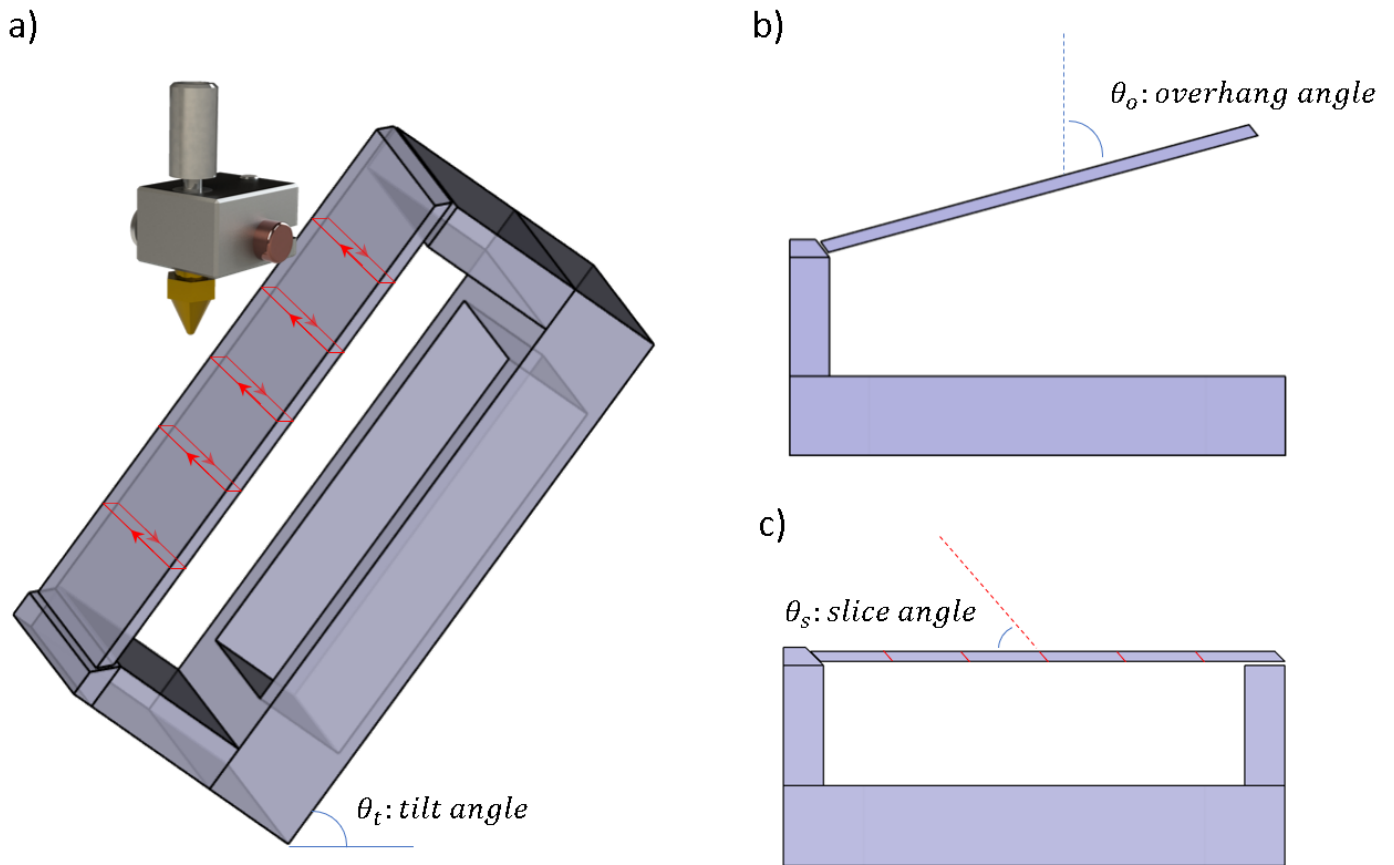 a)
b)
θₒ: overhang angle
c)
θₛ: slice angle
θₜ: tilt angle